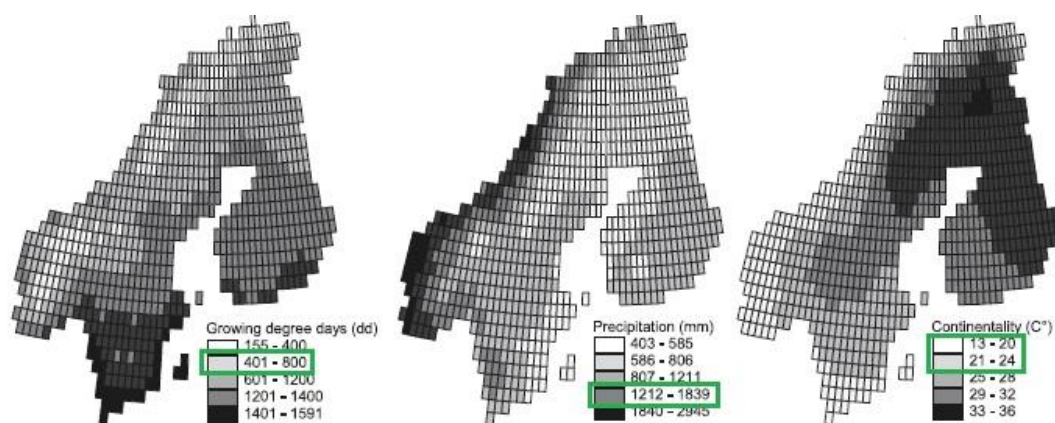 Growing degree days (dd)
155 - 400
401 - 800
601 - 1200
1201 - 1400
1401 - 1591
Precipitation (mm)
403 - 585
586 - 806
807 - 1211
1212 - 1839
1840 - 2945
Continentality (C°)
13 - 20
21 - 24
25 - 28
29 - 32
33 - 36